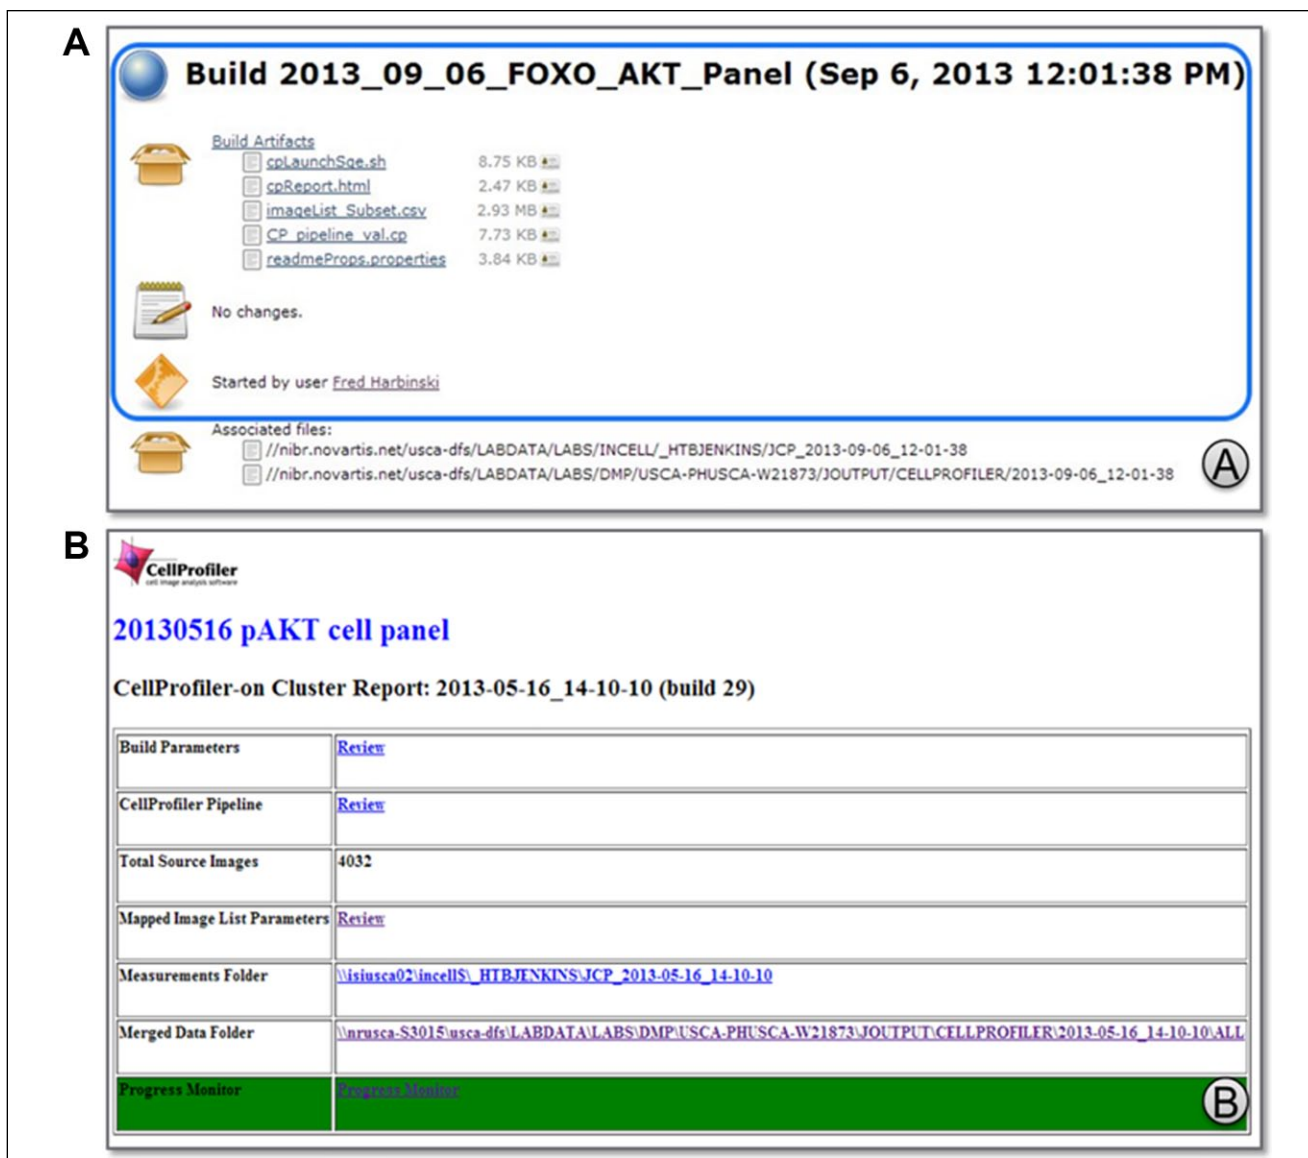 A
Build 2013_09_06_FOXO_AKT_Panel (Sep 6, 2013 12:01:38 PM)
Build Artifacts
cpLaunchSge.sh 8.75 KB
cpReport.html 2.47 KB
imageList_Subset.csv 2.93 MB
CP_pipeline_val.cp 7.73 KB
readmeProps.properties 3.84 KB
No changes.
Started by user Fred Harbinski
Associated files:
//nibr.novartis.net/usca-dfs/LABDATA/LABS/INCELL/_HTBJENKINS/JCP_2013-09-06_12-01-38
//nibr.novartis.net/usca-dfs/LABDATA/LABS/DMP/USCA-PHUSCA-W21873/JOUTPUT/CELLPROFILER/2013-09-06_12-01-38
A
B
CellProfiler
cell image analysis software
20130516 pAKT cell panel
CellProfiler-on Cluster Report: 2013-05-16_14-10-10 (build 29)
Build Parameters Review
CellProfiler Pipeline Review
Total Source Images 4032
Mapped Image List Parameters Review
Measurements Folder \\isiusca02\incell$\_HTBJENKINS\JCP_2013-05-16_14-10-10
Merged Data Folder \\nrusca-S3015\usca-dfs\LABDATA\LABS\DMP\USCA-PHUSCA-W21873\JOUTPUT\CELLPROFILER\2013-05-16_14-10-10\ALL
Progress Monitor Progress Monitor
B